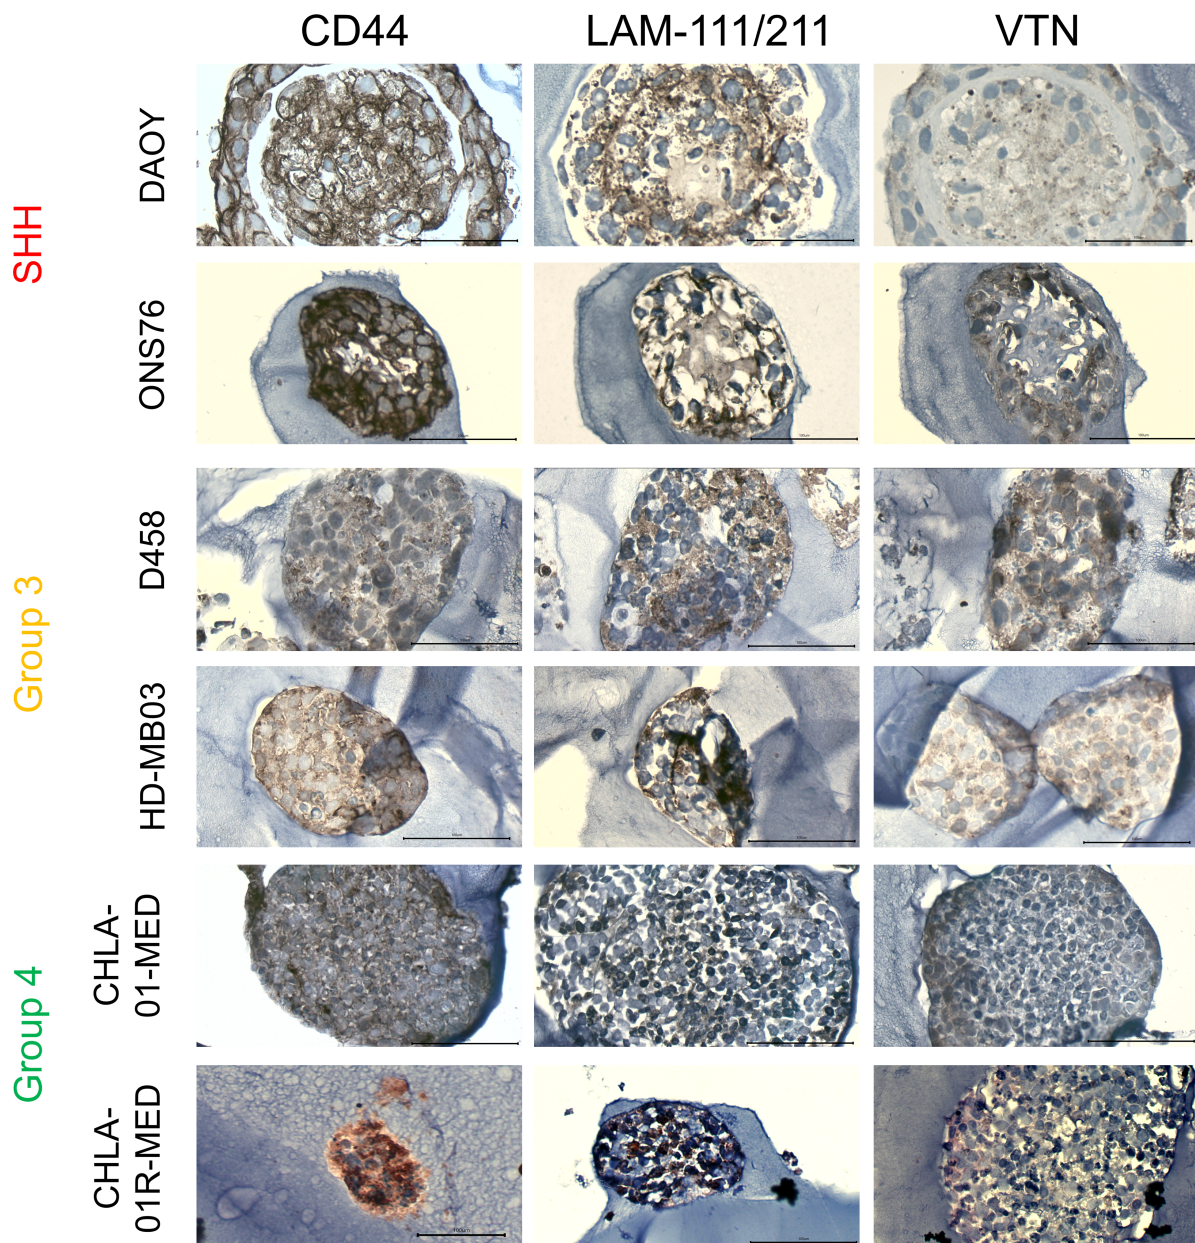 CD44 LAM-111/211 VTN
SHH
DAOY
ONS76
Group 3
D458
HD-MB03
Group 4
CHLA-
01-MED
CHLA-
01R-MED
100μm